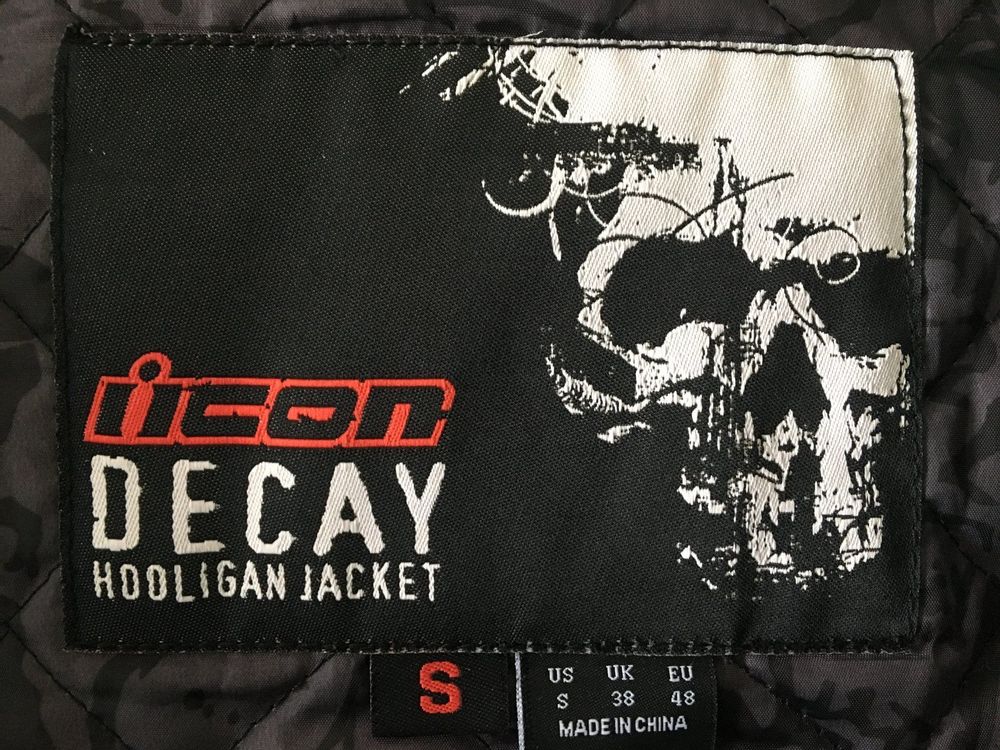 icon
DECAY
HOOLIGAN JACKET
S
US UK EU
S 38 48
MADE IN CHINA